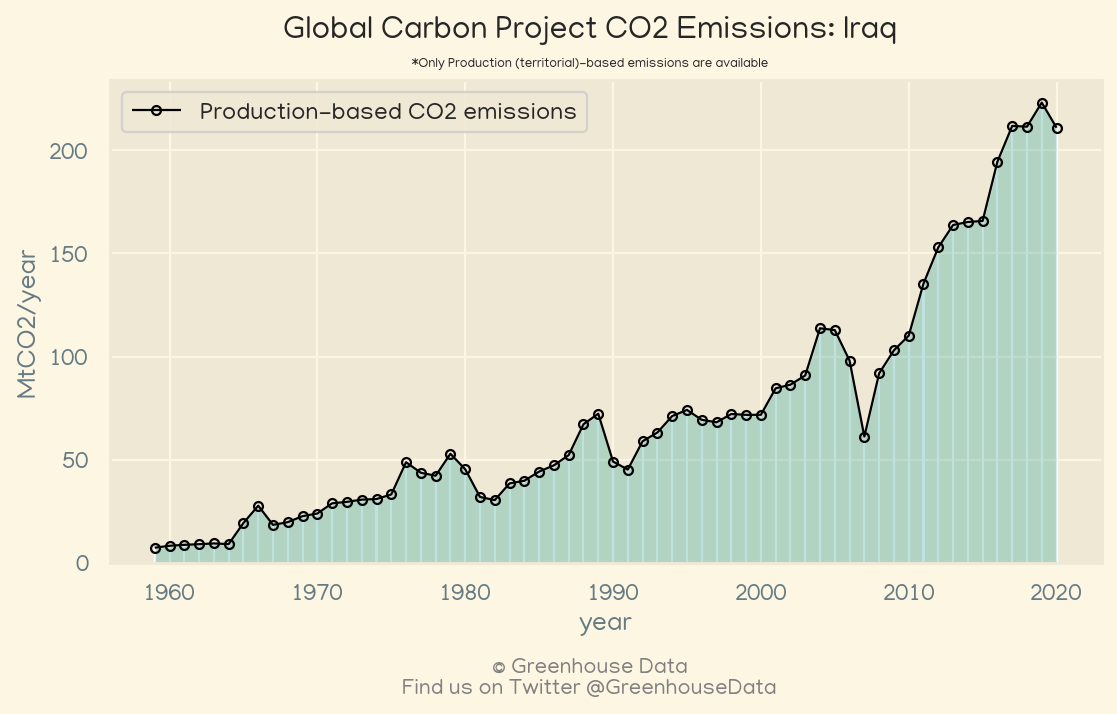 Global Carbon Project CO2 Emissions: Iraq
*Only Production (territorial)-based emissions are available
Production-based CO2 emissions
200
150
100
50
0
MtCO2/year
1960 1970 1980 1990 2000 2010 2020
year
© Greenhouse Data
Find us on Twitter @GreenhouseData